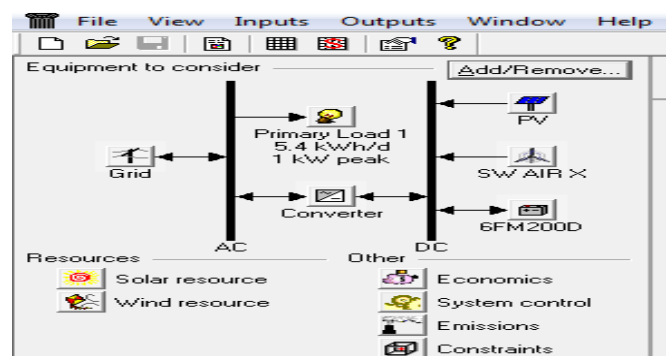 File View Inputs Outputs Window Help
Equipment to consider
Add/Remove...
Primary Load 1
5.4 kWh/d
1 kW peak
Grid
Converter
PV
SW AIR X
6FM200D
AC
DC
Resources
Other
Solar resource
Wind resource
Economics
System control
Emissions
Constraints